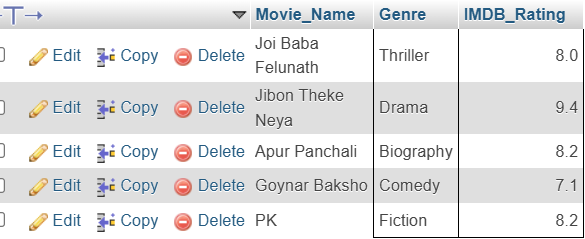 Movie_Name Genre IMDB_Rating
Edit Copy Delete Joi Baba
Felunath Thriller 8.0
Edit Copy Delete Jibon Theke
Neya Drama 9.4
Edit Copy Delete Apur Panchali Biography 8.2
Edit Copy Delete Goynar Baksho Comedy 7.1
Edit Copy Delete PK Fiction 8.2